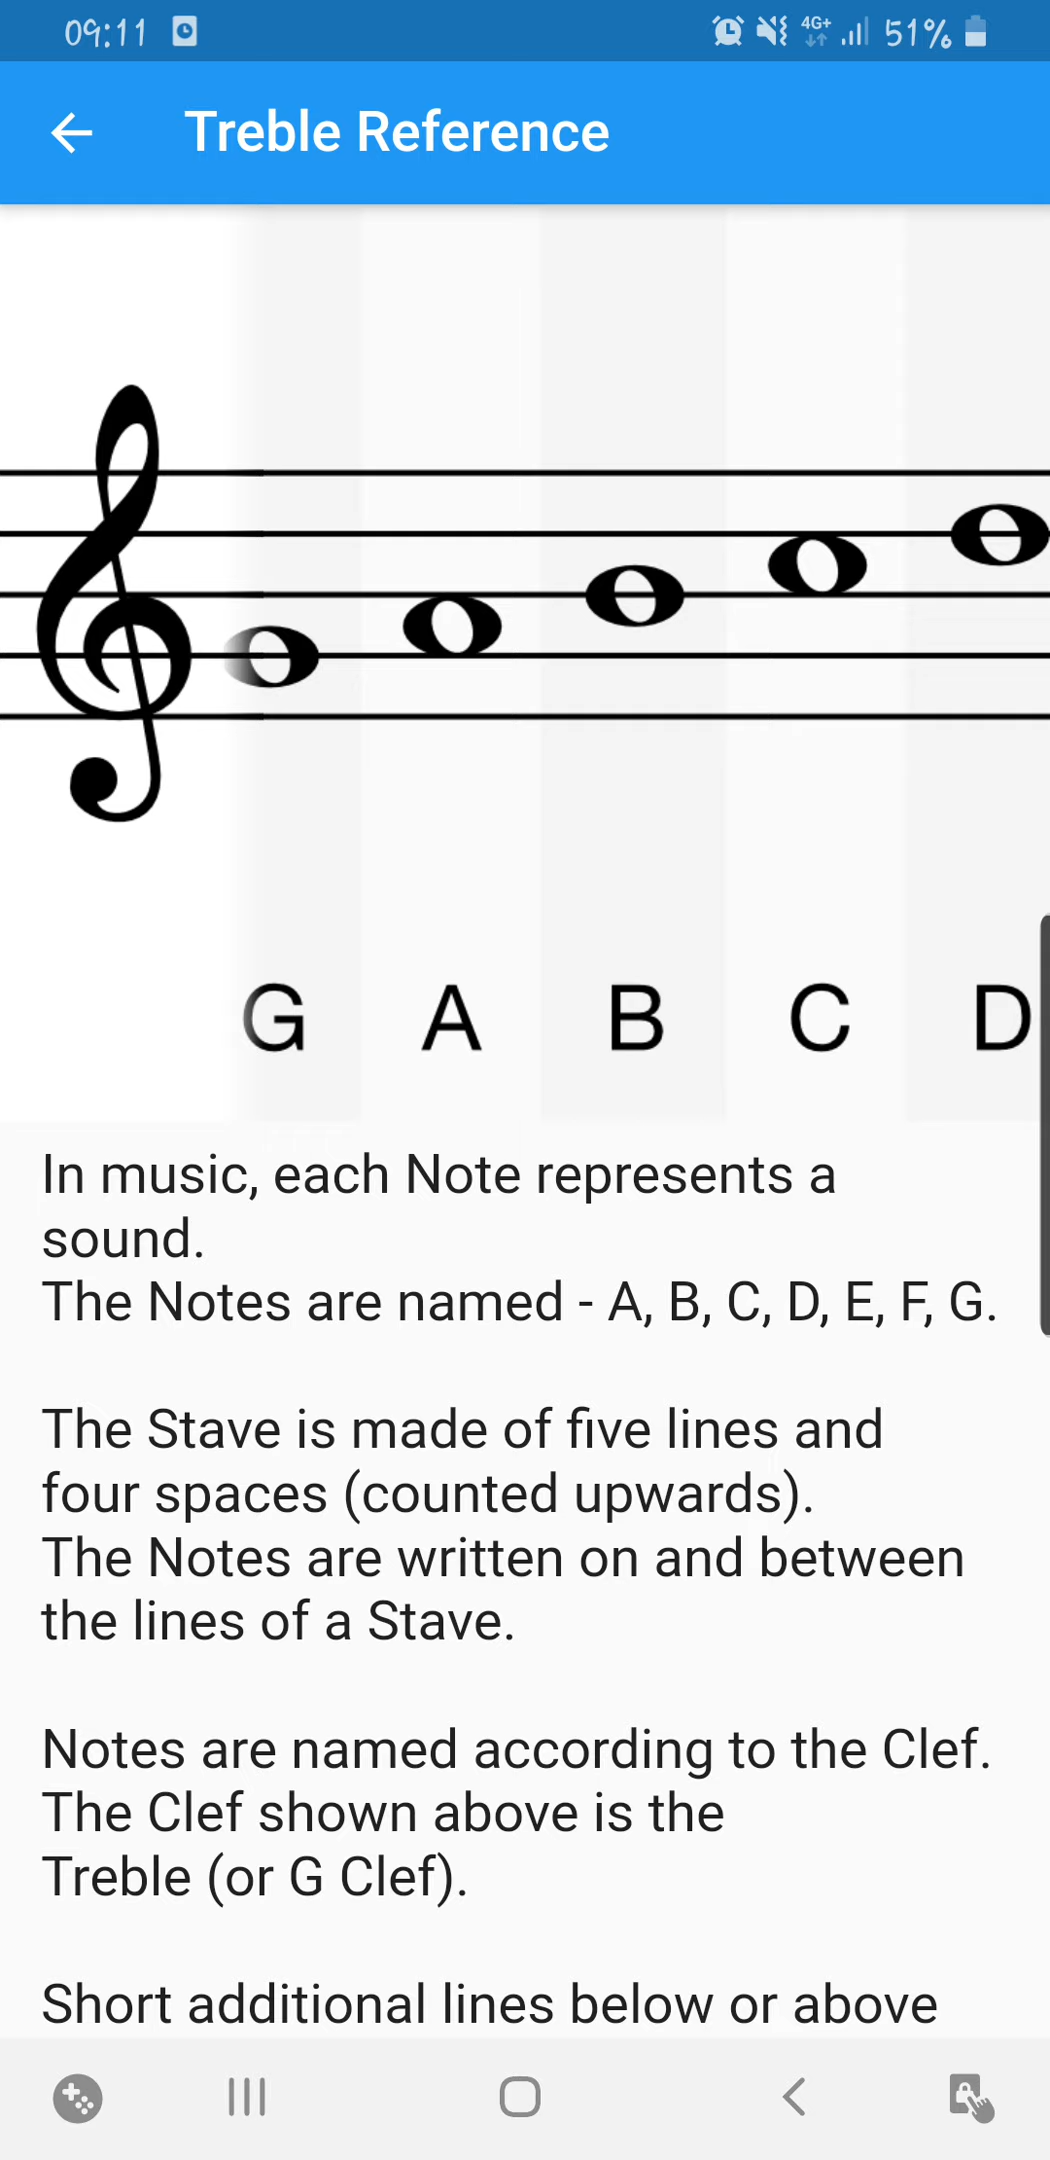 09:11 4G+ 51%
Treble Reference
G A B C D
In music, each Note represents a
sound.
The Notes are named - A, B, C, D, E, F, G.
The Stave is made of five lines and
four spaces (counted upwards).
The Notes are written on and between
the lines of a Stave.
Notes are named according to the Clef.
The Clef shown above is the
Treble (or G Clef).
Short additional lines below or above